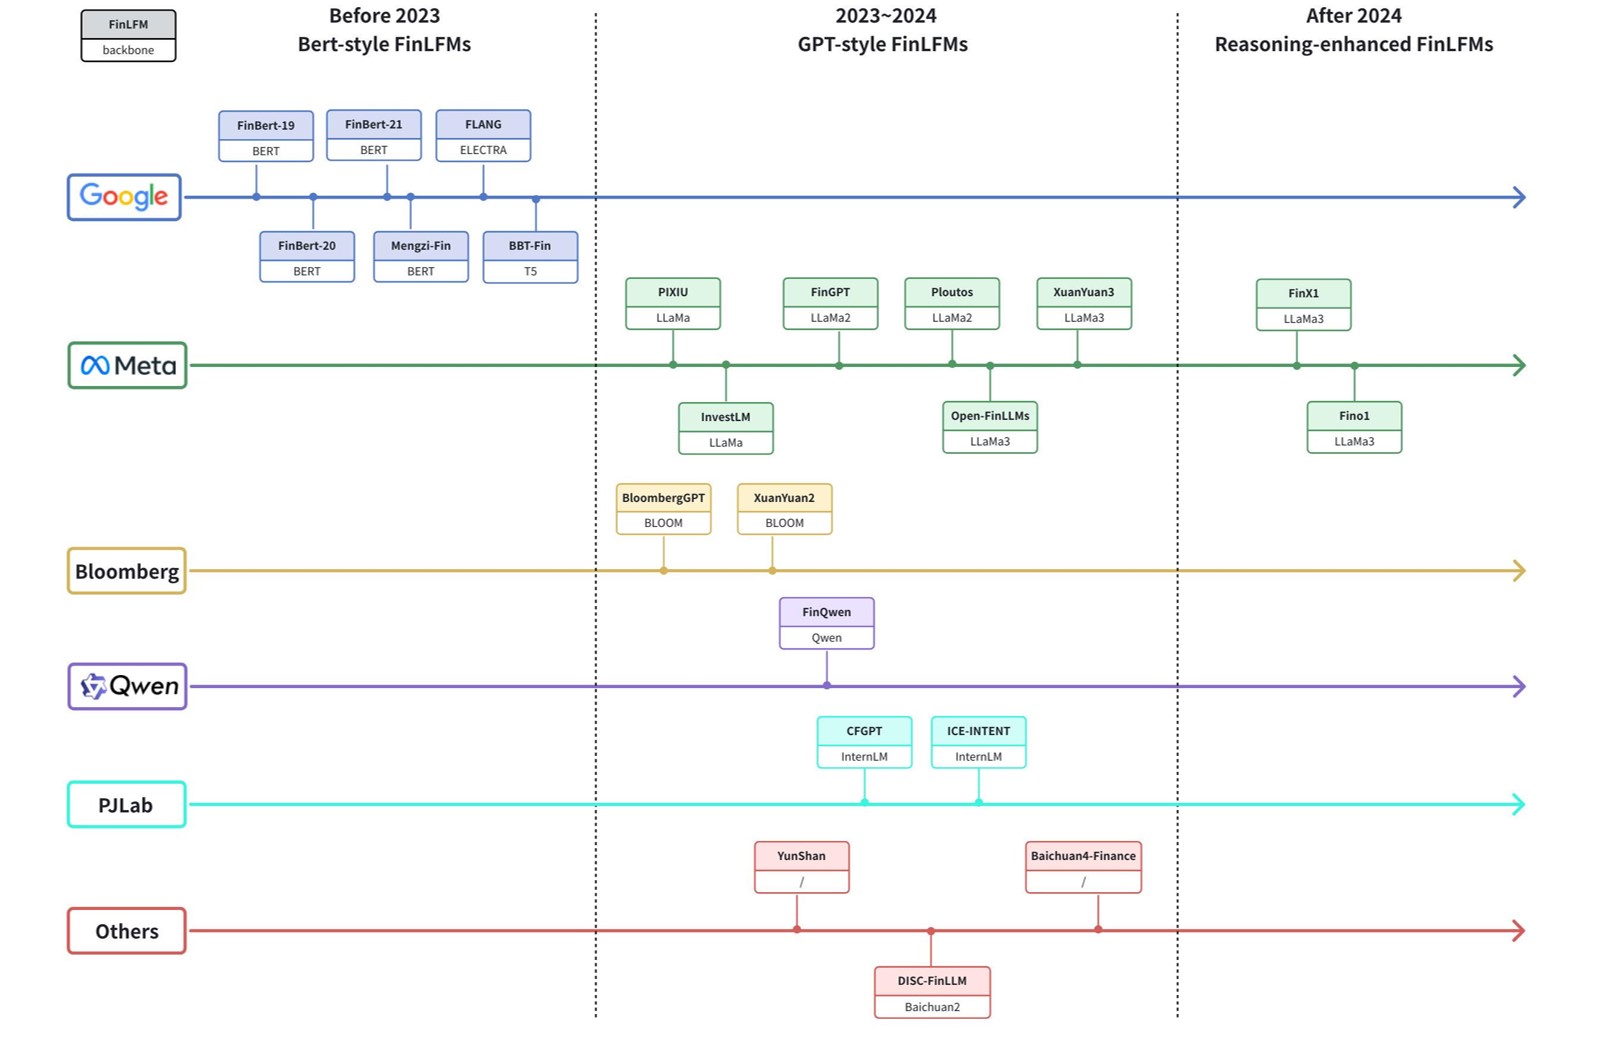 FinLFM
backbone
Before 2023
Bert-style FinLFMs
2023~2024
GPT-style FinLFMs
After 2024
Reasoning-enhanced FinLFMs
FinBert-19
BERT
FinBert-21
BERT
FLANG
ELECTRA
Google
FinBert-20
BERT
Mengzi-Fin
BERT
BBT-Fin
T5
PIXIU
LLaMa
FinGPT
LLaMa2
Ploutos
LLaMa2
XuanYuan3
LLaMa3
FinX1
LLaMa3
Meta
InvestLM
LLaMa
Open-FinLLMs
LLaMa3
Fino1
LLaMa3
BloombergGPT
BLOOM
XuanYuan2
BLOOM
Bloomberg
FinQwen
Qwen
Qwen
CFGPT
InternLM
ICE-INTENT
InternLM
PJLab
YunShan
/
Baichuan4-Finance
/
Others
DISC-FinLLM
Baichuan2